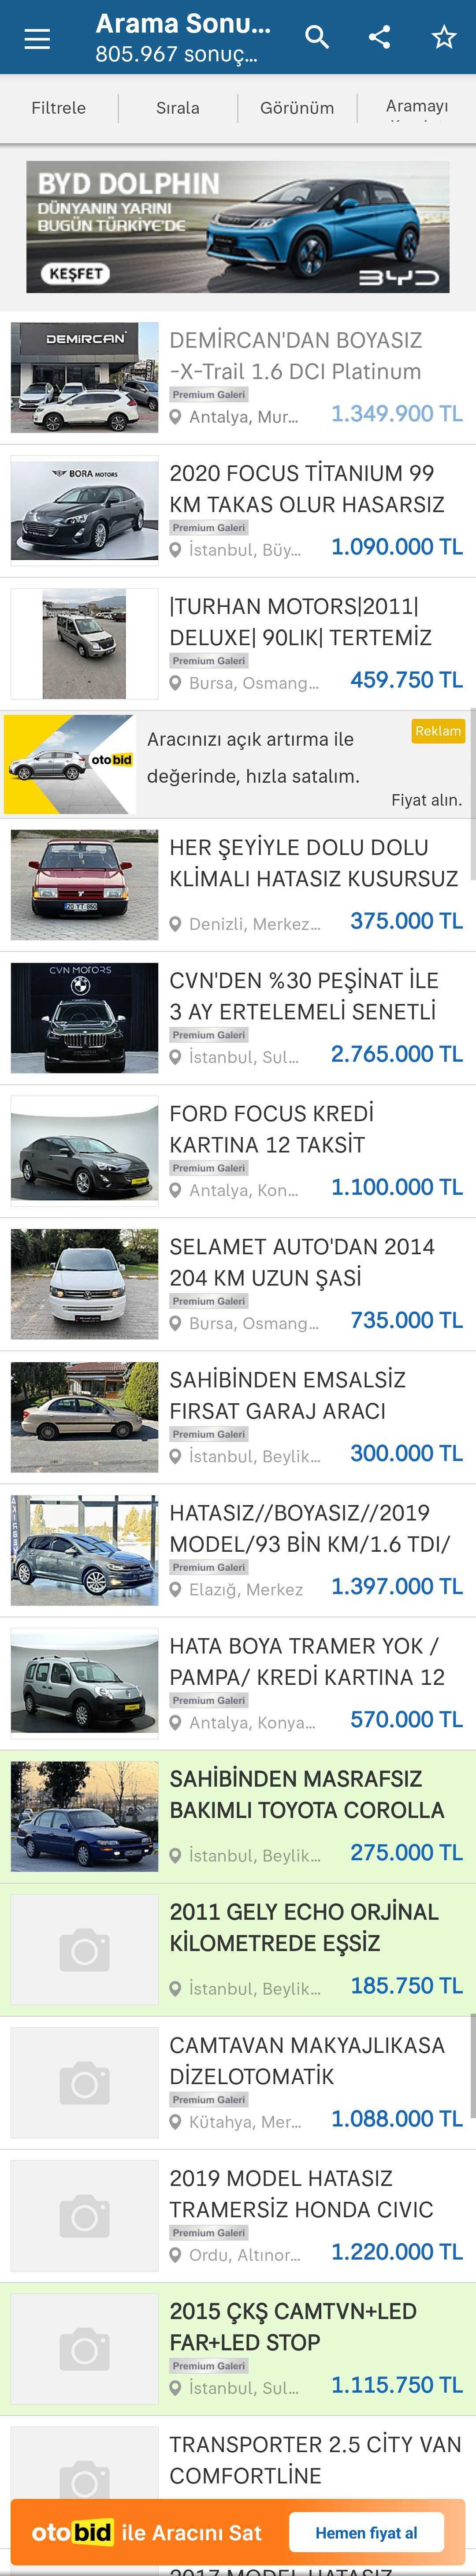 Arama Sonu...
805.967 sonuç...
Filtrele
Sırala
Görünüm
Aramayı
BYD DOLPHIN
DÜNYANIN YARINI
BUGÜN TÜRKİYE'DE
KEŞFET
BYD
DEMİRCAN
DEMİRCAN'DAN BOYASIZ
-X-Trail 1.6 DCI Platinum
Premium Galeri
Antalya, Mur...
1.349.900 TL
BORA MOTORS
2020 FOCUS TİTANIUM 99
KM TAKAS OLUR HASARSIZ
Premium Galeri
İstanbul, Büy...
1.090.000 TL
|TURHAN MOTORS|2011|
DELUXE| 90LIK| TERTEMİZ
Premium Galeri
Bursa, Osmang...
459.750 TL
otobid
Aracınızı açık artırma ile
değerinde, hızla satalım.
Reklam
Fiyat alın.
HER ŞEYİYLE DOLU DOLU
KLİMALI HATASIZ KUSURSUZ
Denizli, Merkez...
375.000 TL
CVN MOTORS
CVN'DEN %30 PEŞİNAT İLE
3 AY ERTELEMELİ SENETLİ
Premium Galeri
İstanbul, Sul...
2.765.000 TL
FORD FOCUS KREDİ
KARTINA 12 TAKSİT
Premium Galeri
Antalya, Kon...
1.100.000 TL
SELAMET AUTO'DAN 2014
204 KM UZUN ŞASİ
Premium Galeri
Bursa, Osmang...
735.000 TL
SAHİBİNDEN EMSALSİZ
FIRSAT GARAJ ARACI
Premium Galeri
İstanbul, Beylik...
300.000 TL
HATASIZ//BOYASIZ//2019
MODEL/93 BİN KM/1.6 TDI/
Premium Galeri
Elazığ, Merkez
1.397.000 TL
HATA BOYA TRAMER YOK /
PAMPA/ KREDİ KARTINA 12
Premium Galeri
Antalya, Konya...
570.000 TL
SAHİBİNDEN MASRAFSIZ
BAKIMLI TOYOTA COROLLA
İstanbul, Beylik...
275.000 TL
2011 GELY ECHO ORJİNAL
KİLOMETREDE EŞSİZ
İstanbul, Beylik...
185.750 TL
CAMTAVAN MAKYAJLIKASA
DİZELOTOMATİK
Premium Galeri
Kütahya, Mer...
1.088.000 TL
2019 MODEL HATASIZ
TRAMERSİZ HONDA CIVIC
Premium Galeri
Ordu, Altınor...
1.220.000 TL
2015 ÇKŞ CAMTVN+LED
FAR+LED STOP
Premium Galeri
İstanbul, Sul...
1.115.750 TL
TRANSPORTER 2.5 CİTY VAN
COMFORTLİNE
otobid ile Aracını Sat
Hemen fiyat al
2017 MODEL HATASIZ